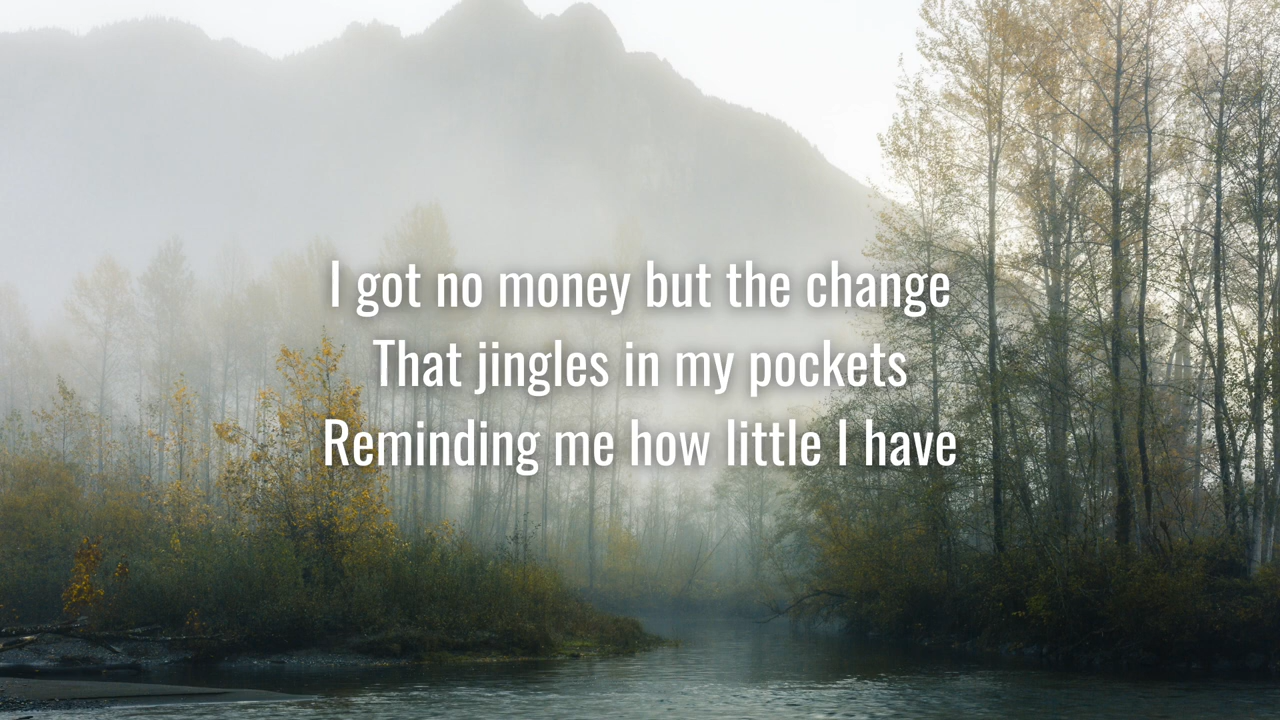 I got no money but the change
That jingles in my pockets
Reminding me how little I have